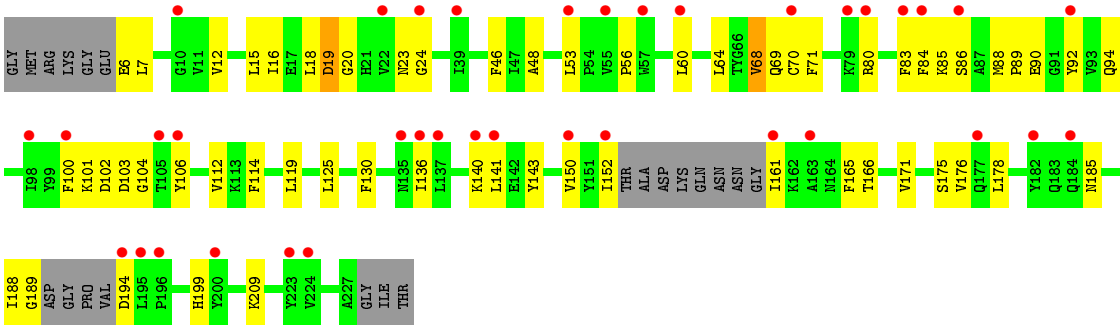 GLY MET ARG LYS GLY GLU E6 L7 G10 V11 V12 L15 I16 E17 L18 D19 G20 H21 V22 N23 G24 I39 F46 I47 A48 L53 P54 V55 P56 W57 L60 L64 TYG66 V68 Q69 C70 F71 K79 R80 F83 F84 K85 S86 A87 M88 P89 E90 G91 Y92 V93 Q94
I98 Y99 F100 K101 D102 D103 G104 T105 Y106 V112 K113 F114 L119 L125 F130 N135 I136 L137 K140 L141 E142 Y143 V150 Y151 I152 THR ALA ASP LYS GLN ASN ASN GLY I161 K162 A163 N164 F165 T166 V171 S175 V176 Q177 L178 Y182 Q183 Q184 N185
I188 G189 ASP GLY PRO VAL D194 L195 P196 H199 Y200 K209 Y223 V224 A227 GLY ILE THR